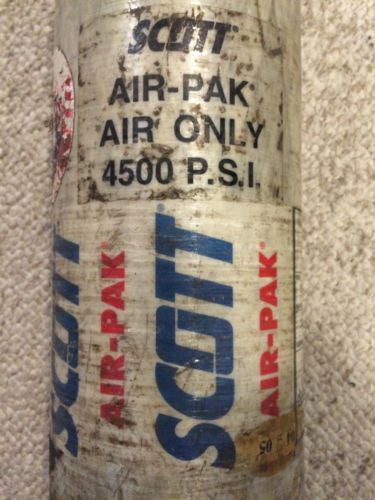 SCOTT
AIR-PAK®
AIR ONLY
4500 P.S.I.
SCOTT
AIR-PAK®
SCOTT
AIR-PAK®